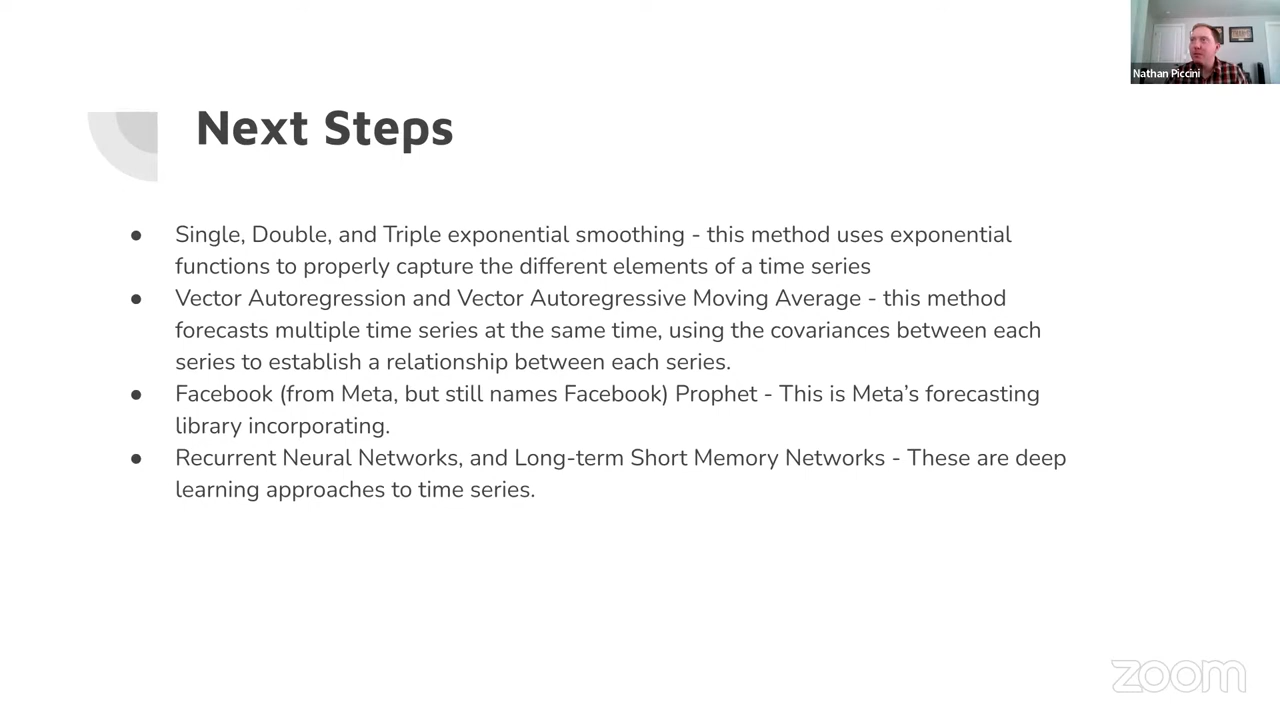 Nathan Piccini
Next Steps
● Single, Double, and Triple exponential smoothing - this method uses exponential
functions to properly capture the different elements of a time series
● Vector Autoregression and Vector Autoregressive Moving Average - this method
forecasts multiple time series at the same time, using the covariances between each
series to establish a relationship between each series.
● Facebook (from Meta, but still names Facebook) Prophet - This is Meta’s forecasting
library incorporating.
● Recurrent Neural Networks, and Long-term Short Memory Networks - These are deep
learning approaches to time series.
zoom